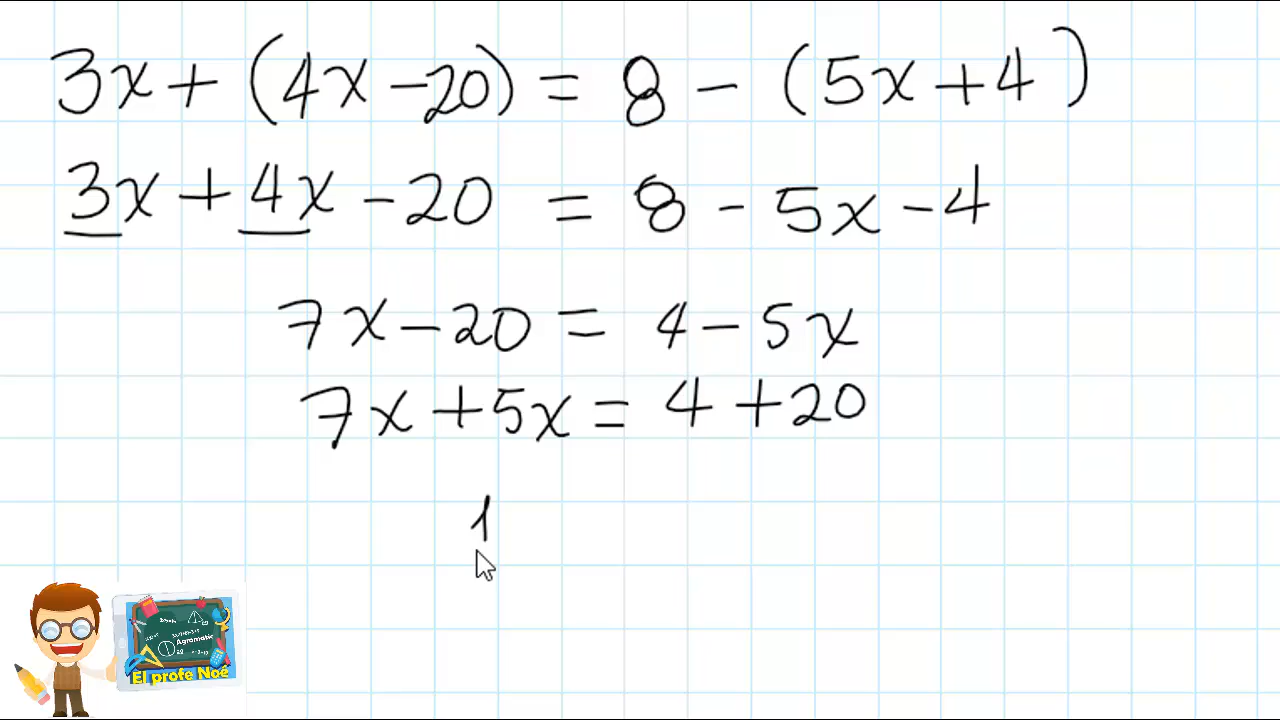 3x + (4x - 20) = 8 - (5x + 4)
3x + 4x - 20 = 8 - 5x - 4
7x - 20 = 4 - 5x
7x + 5x = 4 + 20
1
Agromatic
El profe Noé